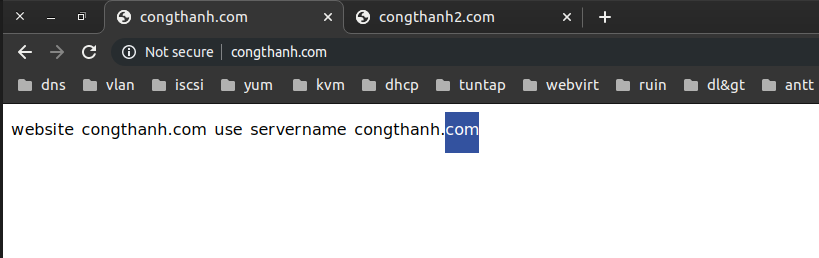 congthanh.com congthanh2.com
Not secure congthanh.com
dns vlan iscsi yum kvm dhcp tuntap webvirt ruin dl&gt antt
website congthanh.com use servername congthanh.com